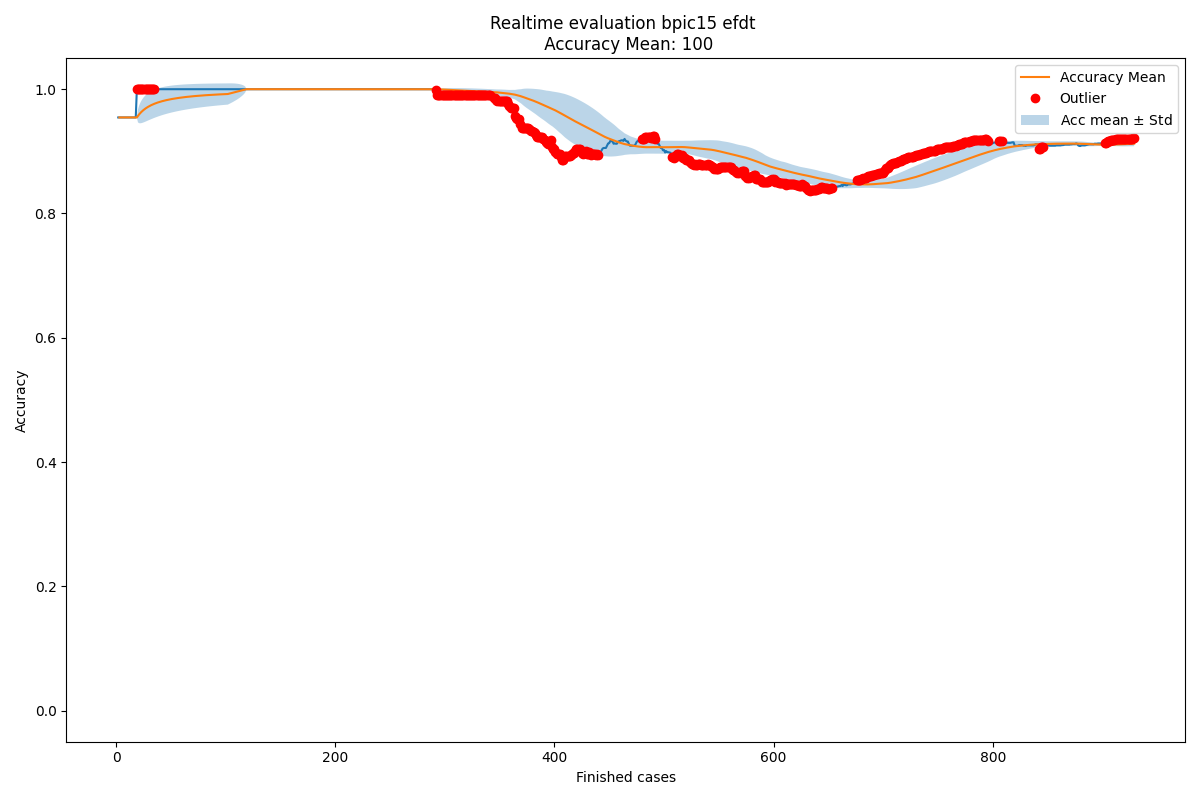 Realtime evaluation bpic15 efdt
Accuracy Mean: 100
Accuracy Mean
Outlier
Acc mean ± Std
1.0
0.8
0.6
0.4
0.2
0.0
Accuracy
0
200
400
600
800
Finished cases